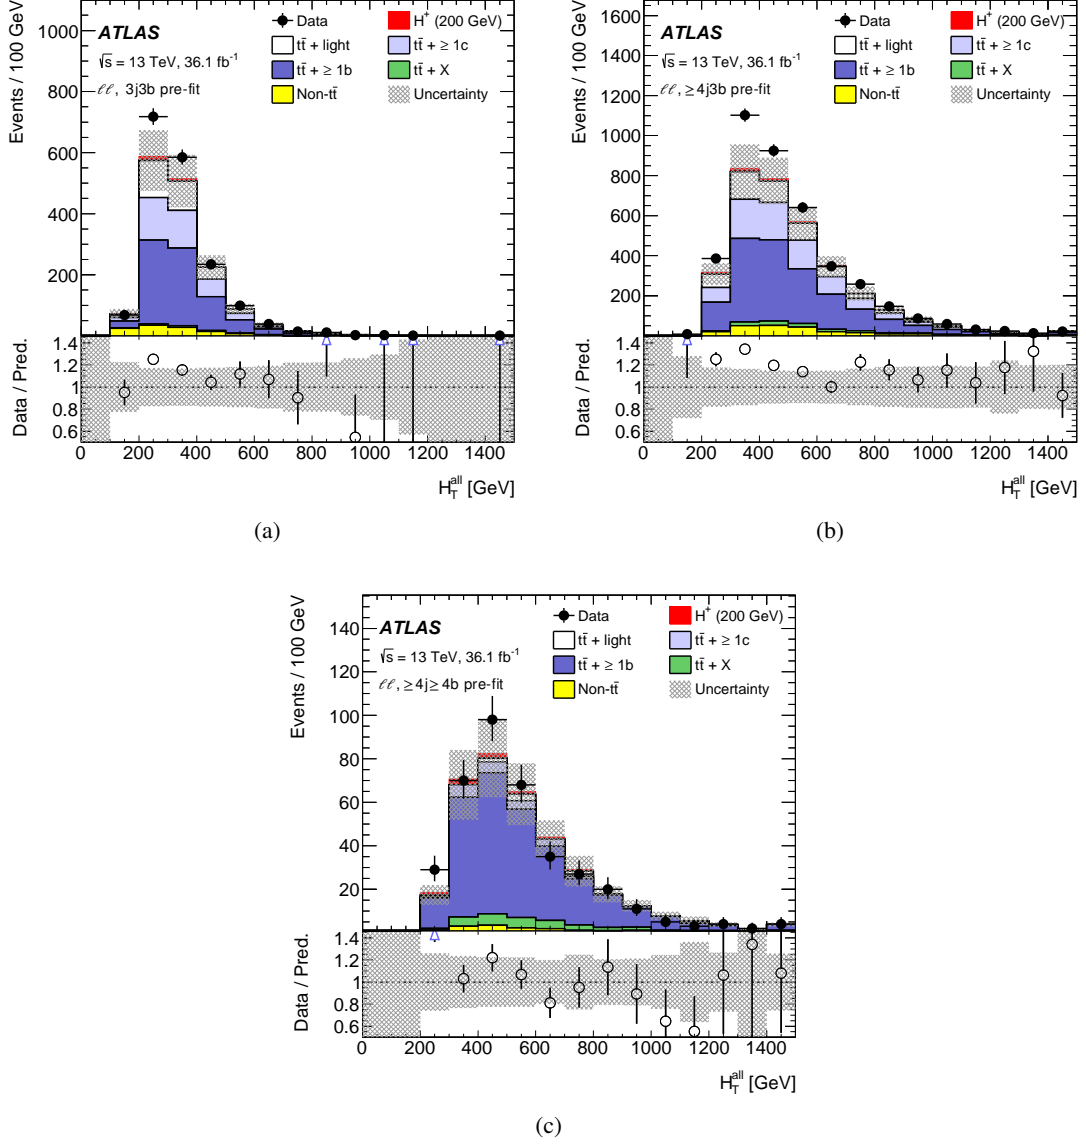 Events / 100 GeV
1000
800
600
400
200
ATLAS
√s = 13 TeV, 36.1 fb⁻¹
ℓℓ, 3j3b pre-fit
Data
H⁺ (200 GeV)
tt̄ + light
tt̄ + ≥ 1c
tt̄ + ≥ 1b
tt̄ + X
Non-tt̄
Uncertainty
Data / Pred.
1.4
1.2
1
0.8
0.6
0 200 400 600 800 1000 1200 1400
H_T^all [GeV]
(a)
Events / 100 GeV
1600
1400
1200
1000
800
600
400
200
ATLAS
√s = 13 TeV, 36.1 fb⁻¹
ℓℓ, ≥ 4j3b pre-fit
Data
H⁺ (200 GeV)
tt̄ + light
tt̄ + ≥ 1c
tt̄ + ≥ 1b
tt̄ + X
Non-tt̄
Uncertainty
Data / Pred.
1.4
1.2
1
0.8
0.6
0 200 400 600 800 1000 1200 1400
H_T^all [GeV]
(b)
Events / 100 GeV
140
120
100
80
60
40
20
ATLAS
√s = 13 TeV, 36.1 fb⁻¹
ℓℓ, ≥ 4j≥ 4b pre-fit
Data
H⁺ (200 GeV)
tt̄ + light
tt̄ + ≥ 1c
tt̄ + ≥ 1b
tt̄ + X
Non-tt̄
Uncertainty
Data / Pred.
1.4
1.2
1
0.8
0.6
0 200 400 600 800 1000 1200 1400
H_T^all [GeV]
(c)